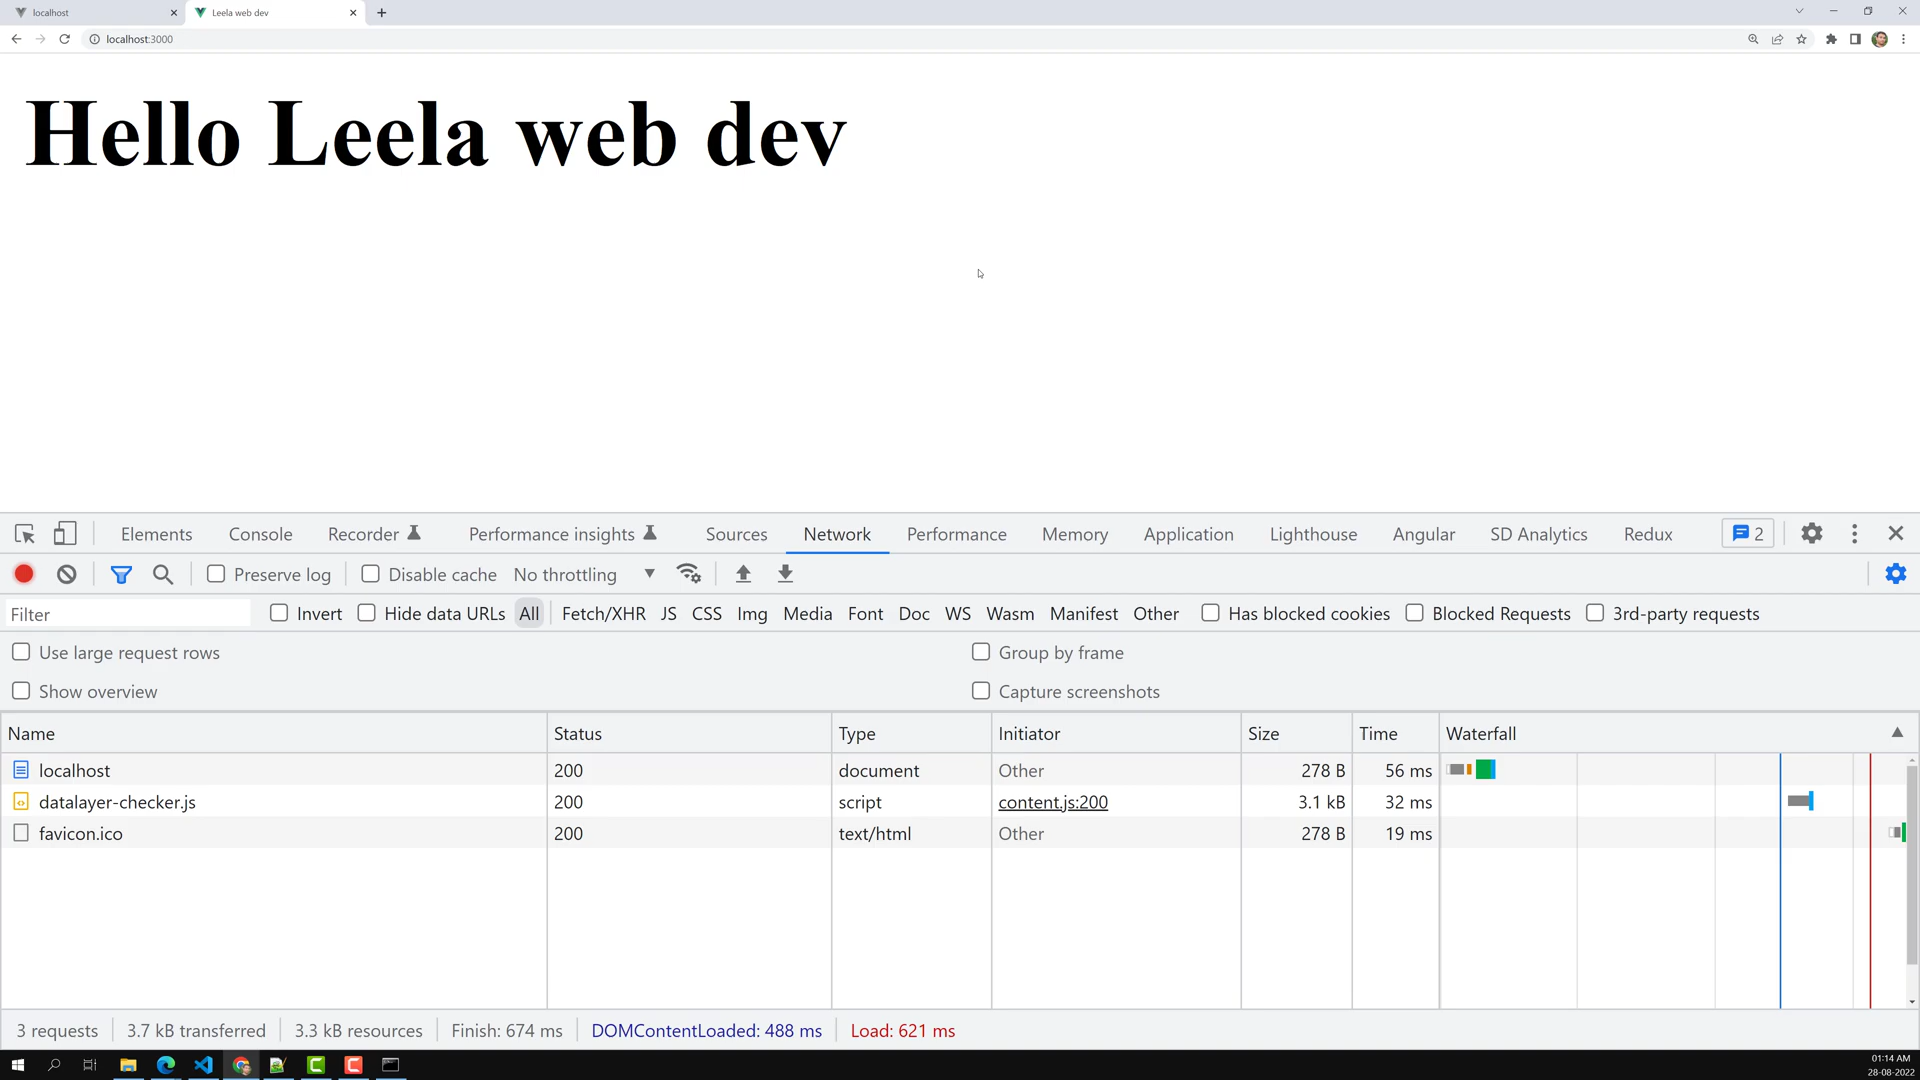 localhost
Leela web dev
localhost:3000
Hello Leela web dev
Elements Console Recorder Performance insights Sources Network Performance Memory Application Lighthouse Angular SD Analytics Redux 2
Preserve log Disable cache No throttling
Filter Invert Hide data URLs All Fetch/XHR JS CSS Img Media Font Doc WS Wasm Manifest Other Has blocked cookies Blocked Requests 3rd-party requests
Use large request rows Group by frame
Show overview Capture screenshots
Name Status Type Initiator Size Time Waterfall
localhost 200 document Other 278 B 56 ms
datalayer-checker.js 200 script content.js:200 3.1 kB 32 ms
favicon.ico 200 text/html Other 278 B 19 ms
3 requests 3.7 kB transferred 3.3 kB resources Finish: 674 ms DOMContentLoaded: 488 ms Load: 621 ms
01:14 AM
28-08-2022